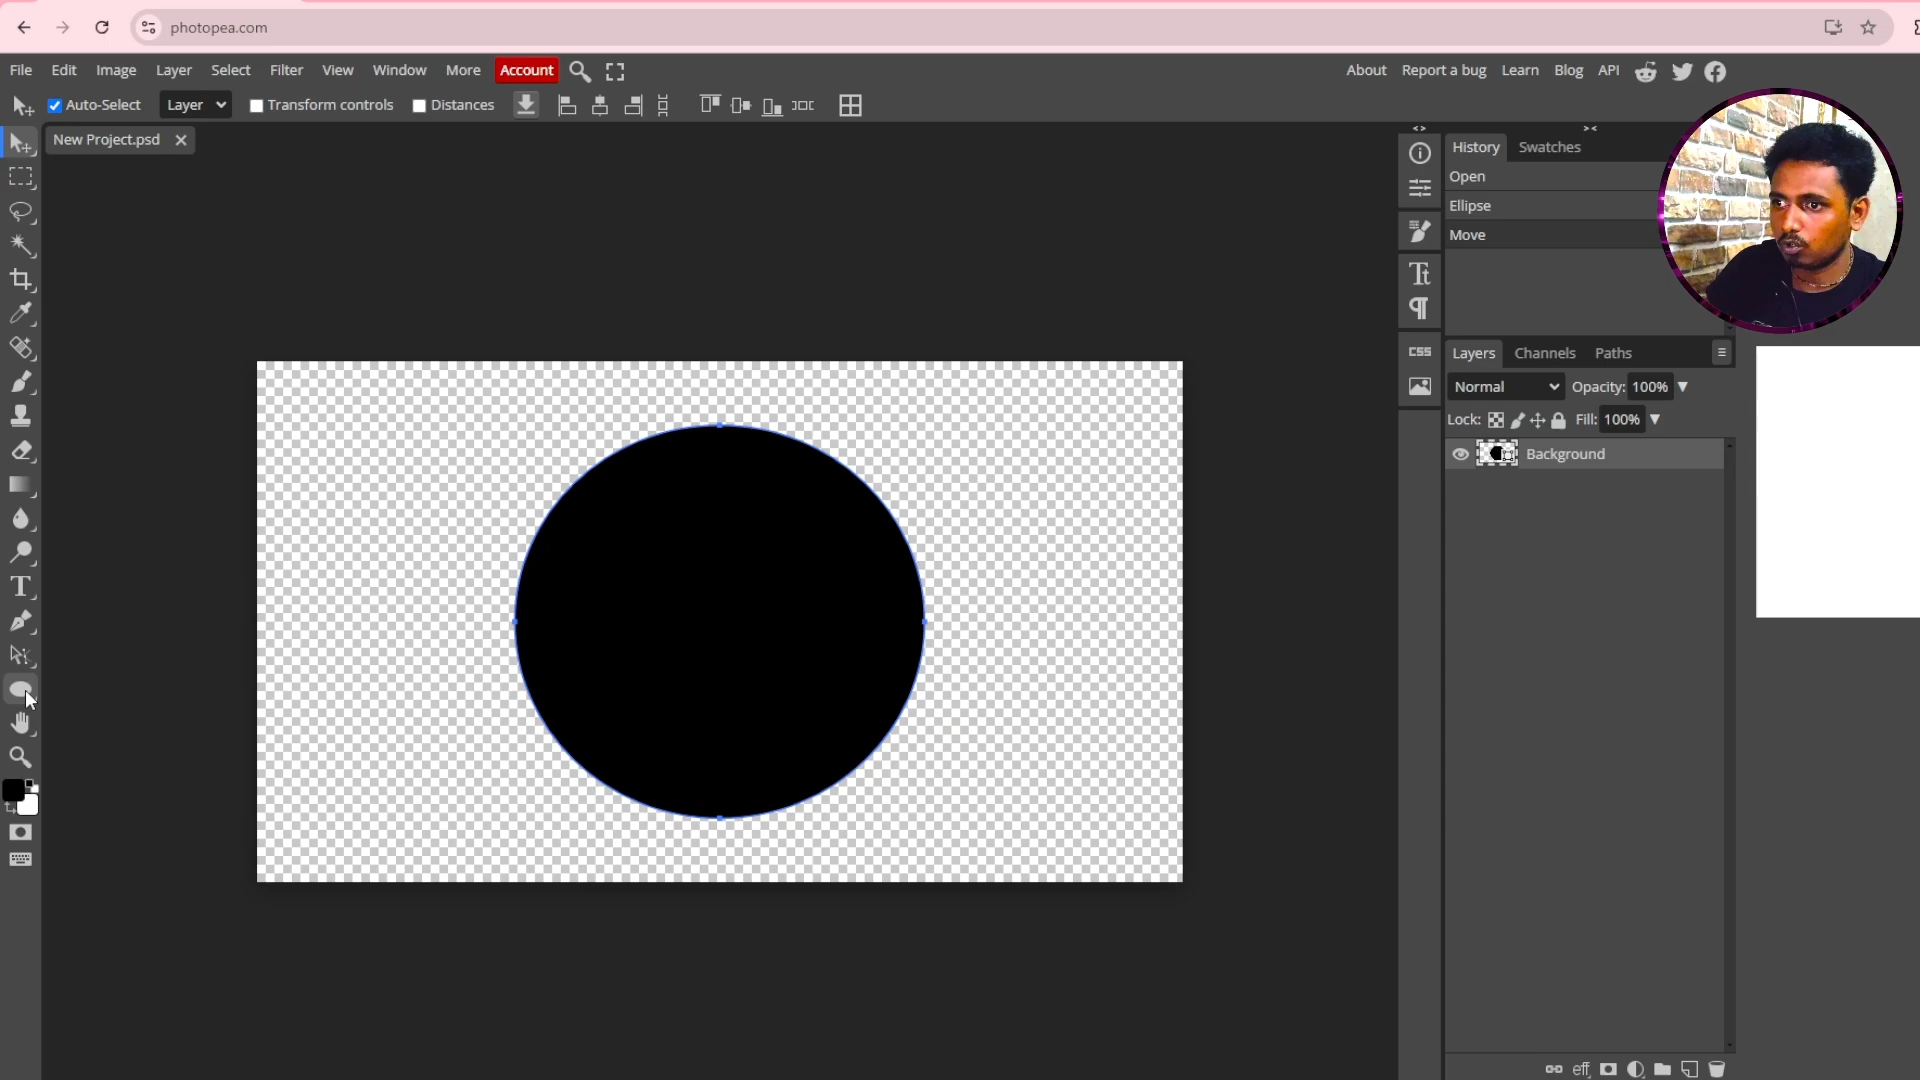 photopea.com
File Edit Image Layer Select Filter View Window More Account About Report a bug Learn Blog API
Auto-Select Layer Transform controls Distances
New Project.psd
History Swatches
Open
Ellipse
Move
Layers Channels Paths
Normal Opacity: 100%
Lock: Fill: 100%
Background
CSS
eff